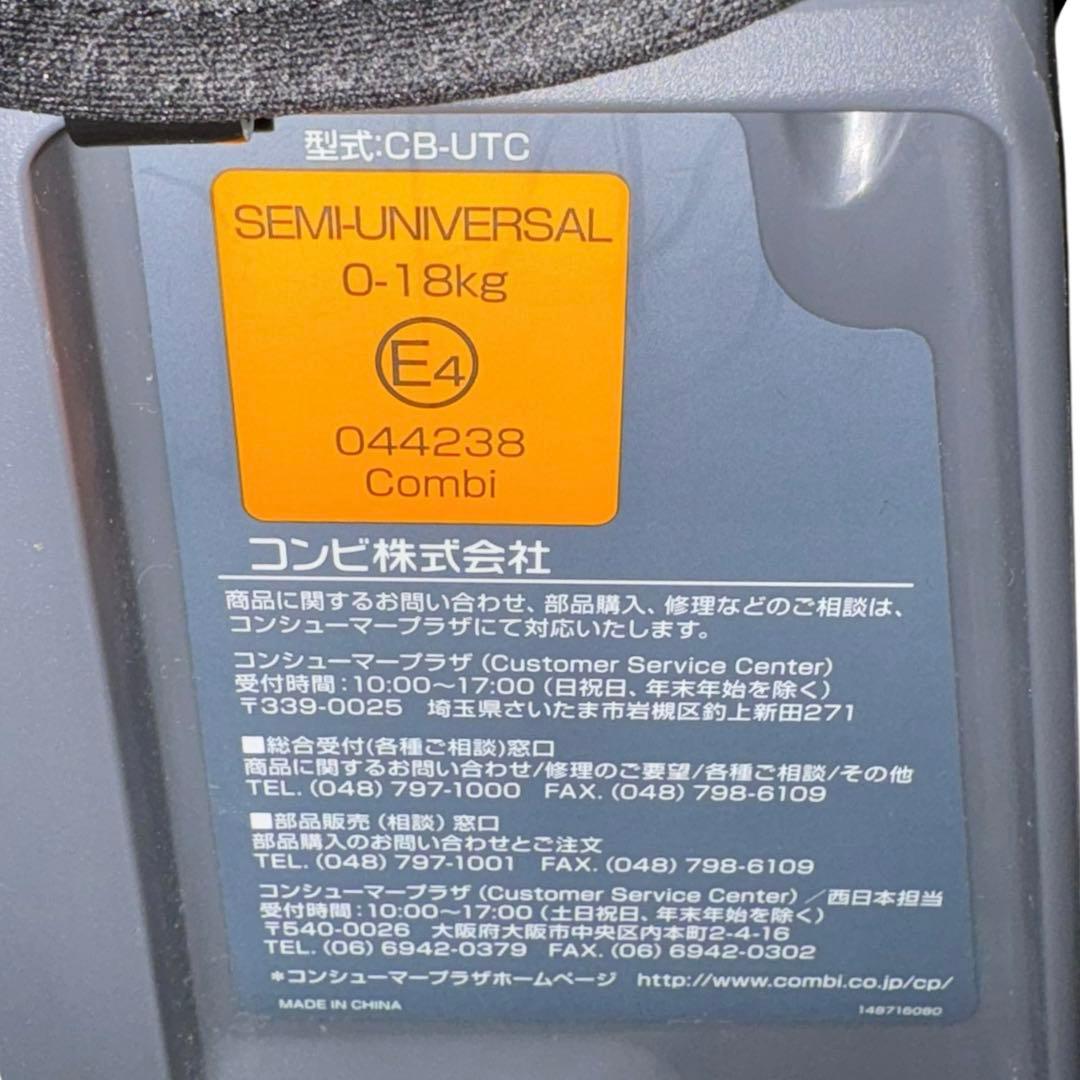 型式:CB-UTC
SEMI-UNIVERSAL
0-18kg
E4
044238
Combi
コンビ株式会社
商品に関するお問い合わせ、部品購入、修理などのご相談は、
コンシューマープラザにて対応いたします。
コンシューマープラザ (Customer Service Center)
受付時間:10:00～17:00 (日祝日、年末年始を除く)
〒339-0025 埼玉県さいたま市岩槻区釣上新田271
■総合受付(各種ご相談)窓口
商品に関するお問い合わせ/修理のご要望/各種ご相談/その他
TEL. (048) 797-1000 FAX. (048) 798-6109
■部品販売 (相談) 窓口
部品購入のお問い合わせとご注文
TEL. (048) 797-1001 FAX. (048) 798-6109
コンシューマープラザ (Customer Service Center) /西日本担当
受付時間:10:00～17:00 (土日祝日、年末年始を除く)
〒540-0026 大阪府大阪市中央区内本町2-4-16
TEL. (06) 6942-0379 FAX. (06) 6942-0302
*コンシューマープラザホームページ http://www.combi.co.jp/cp/
MADE IN CHINA
148716080